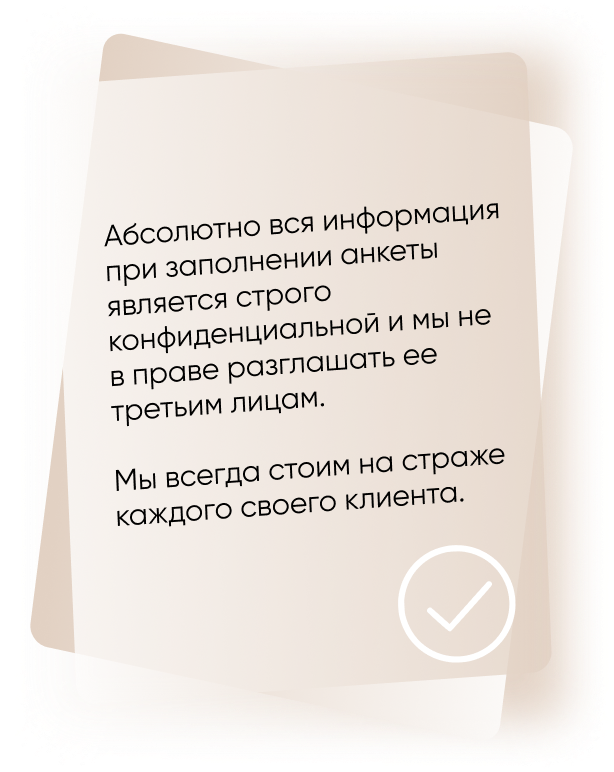 Абсолютно вся информация
при заполнении анкеты
является строго
конфиденциальной и мы не
в праве разглашать ее
третьим лицам.
Мы всегда стоим на страже
каждого своего клиента.